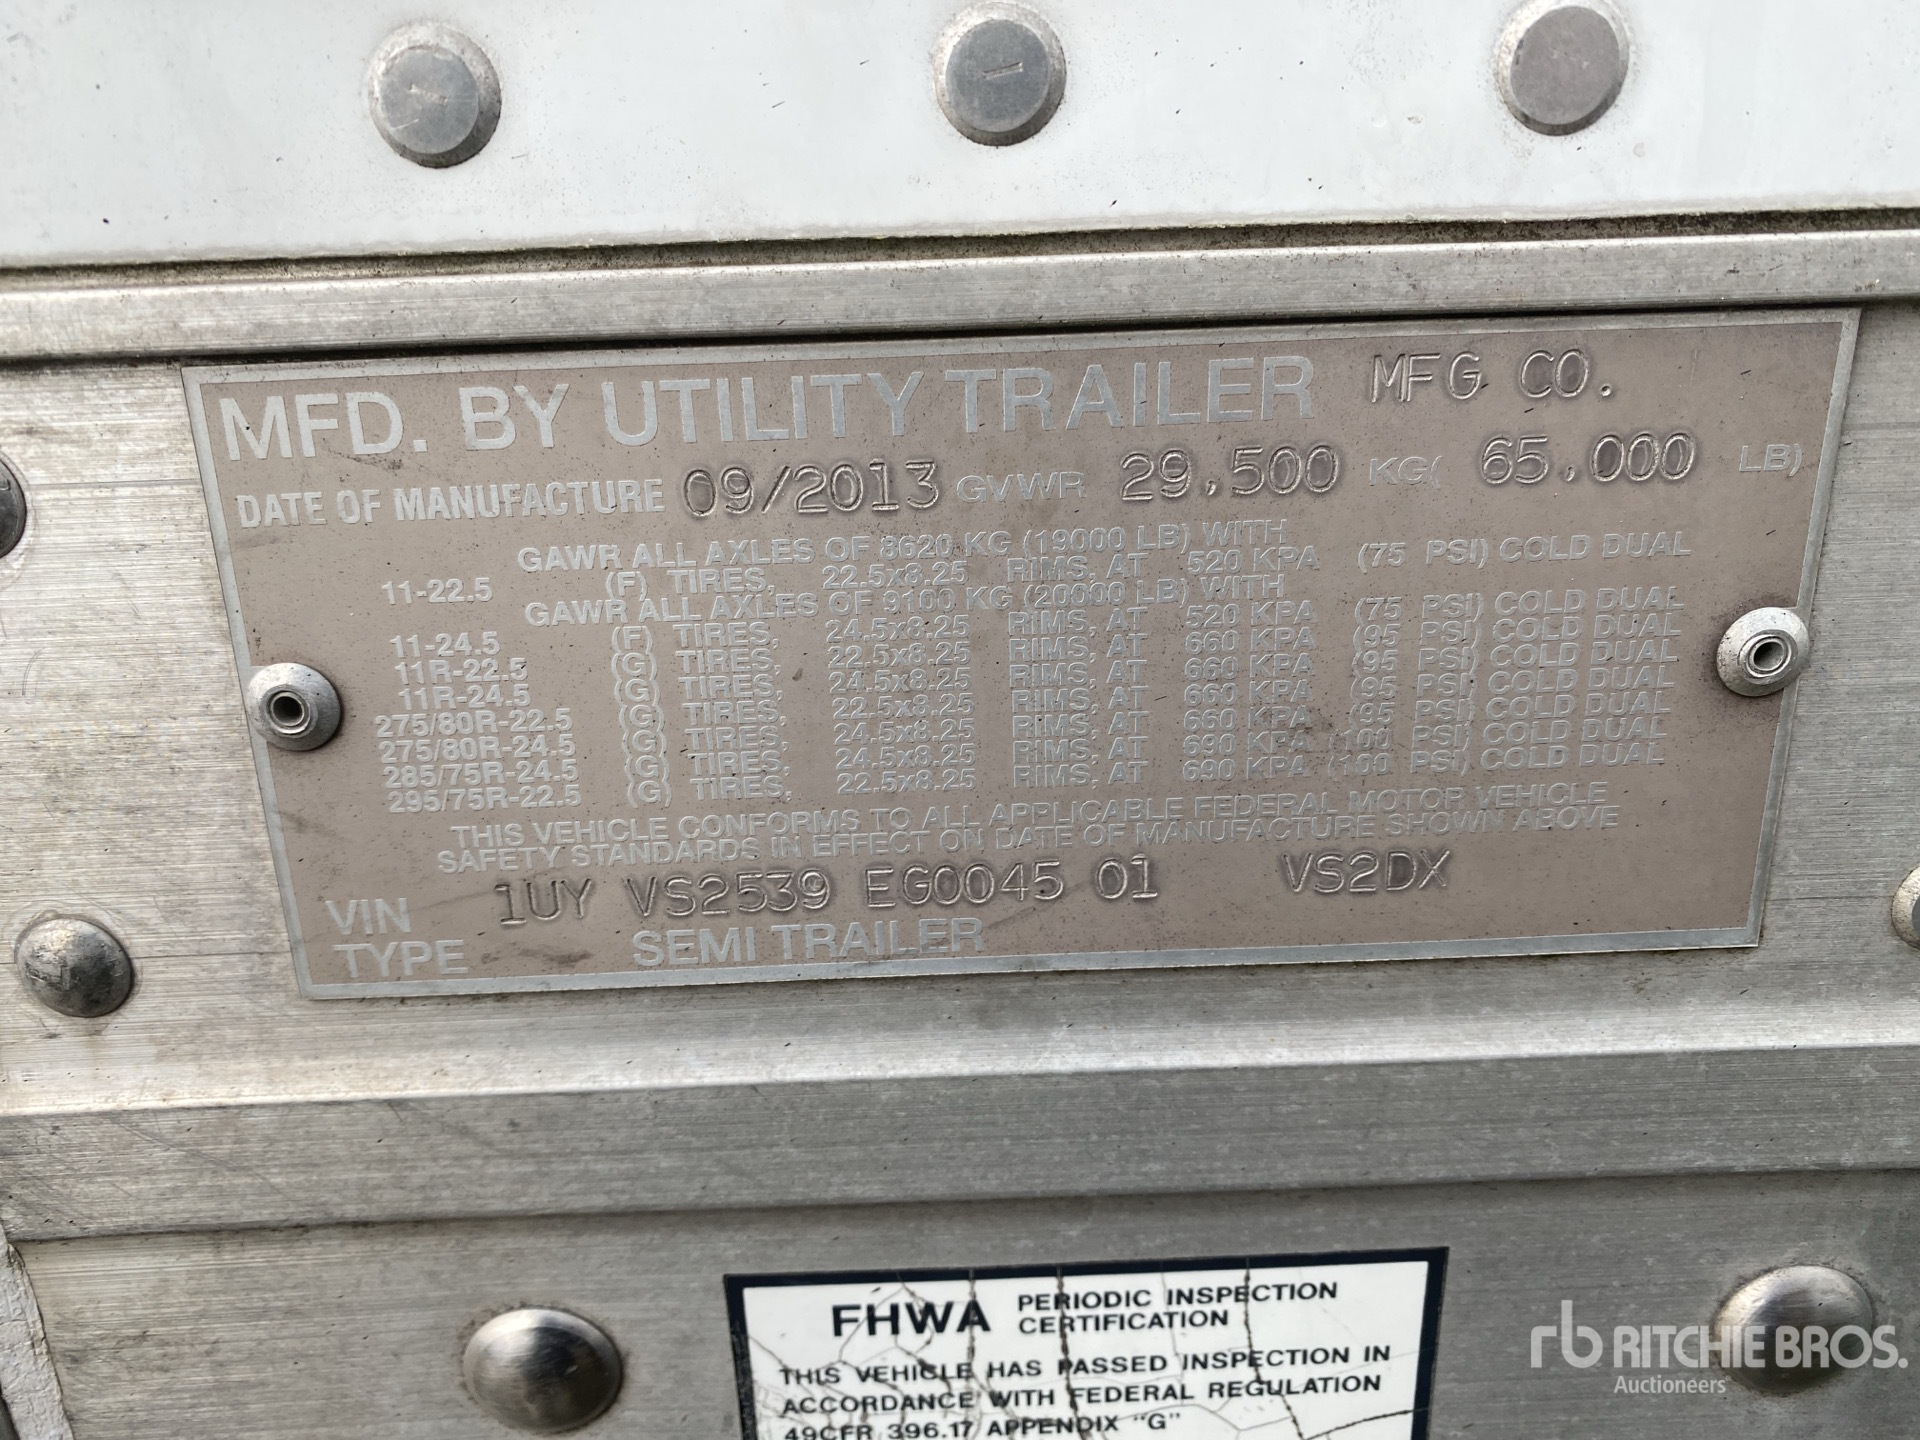 MFD. BY UTILITY TRAILER MFG CO.
DATE OF MANUFACTURE 09/2013 GVWR 29,500 KG( 65,000 LB)
GAWR ALL AXLES OF 8620 KG (19000 LB) WITH
11-22.5 (F) TIRES, 22.5x8.25 RIMS, AT 520 KPA (75 PSI) COLD DUAL
GAWR ALL AXLES OF 9100 KG (20000 LB) WITH
11-24.5 (F) TIRES, 24.5x8.25 RIMS, AT 520 KPA (75 PSI) COLD DUAL
11R-22.5 (G) TIRES, 22.5x8.25 RIMS, AT 660 KPA (95 PSI) COLD DUAL
11R-24.5 (G) TIRES, 24.5x8.25 RIMS, AT 660 KPA (95 PSI) COLD DUAL
275/80R-22.5 (G) TIRES, 22.5x8.25 RIMS, AT 660 KPA (95 PSI) COLD DUAL
275/80R-24.5 (G) TIRES, 24.5x8.25 RIMS, AT 660 KPA (95 PSI) COLD DUAL
285/75R-24.5 (G) TIRES, 24.5x8.25 RIMS, AT 690 KPA (100 PSI) COLD DUAL
295/75R-22.5 (G) TIRES, 22.5x8.25 RIMS, AT 690 KPA (100 PSI) COLD DUAL
THIS VEHICLE CONFORMS TO ALL APPLICABLE FEDERAL MOTOR VEHICLE
SAFETY STANDARDS IN EFFECT ON DATE OF MANUFACTURE SHOWN ABOVE
VIN 1UY VS2539 EG0045 01 VS2DX
TYPE SEMI TRAILER
FHWA PERIODIC INSPECTION
CERTIFICATION
THIS VEHICLE HAS PASSED INSPECTION IN
ACCORDANCE WITH FEDERAL REGULATION
49CFR 396.17 APPENDIX "G"
rb RITCHIE BROS.
Auctioneers